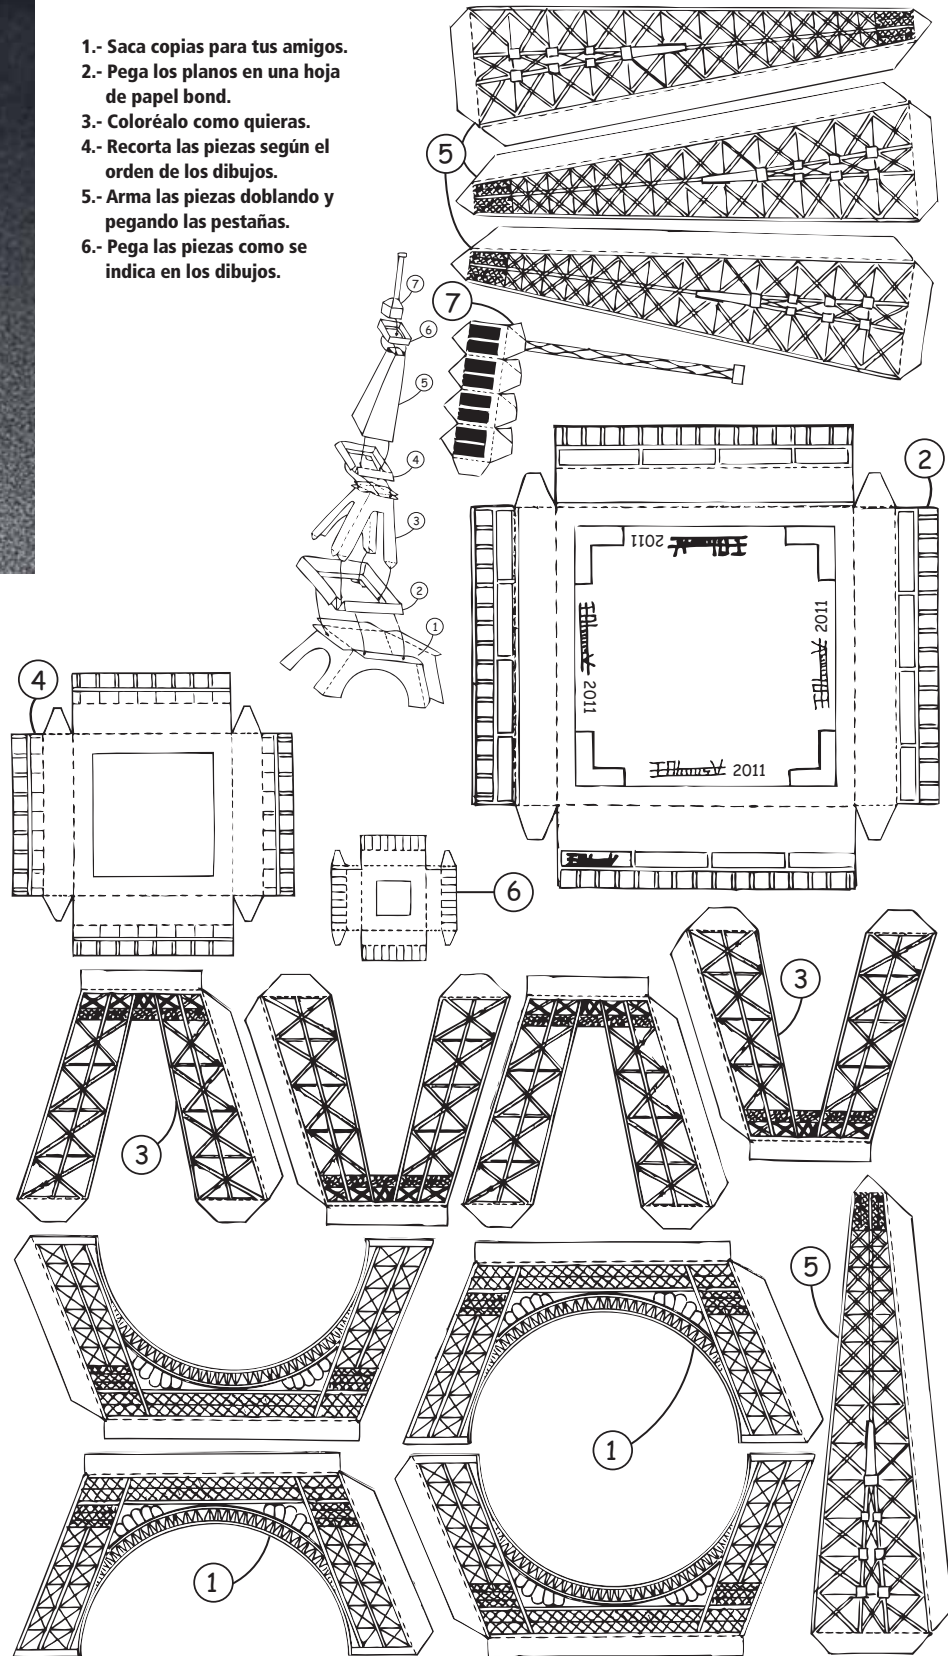 1.- Saca copias para tus amigos.
2.- Pega los planos en una hoja
de papel bond.
3.- Coloréalo como quieras.
4.- Recorta las piezas según el
orden de los dibujos.
5.- Arma las piezas doblando y
pegando las pestañas.
6.- Pega las piezas como se
indica en los dibujos.
5
7
7
6
5
4
3
2
1
2
2011
2011
2011
2011
4
6
3
3
5
1
1